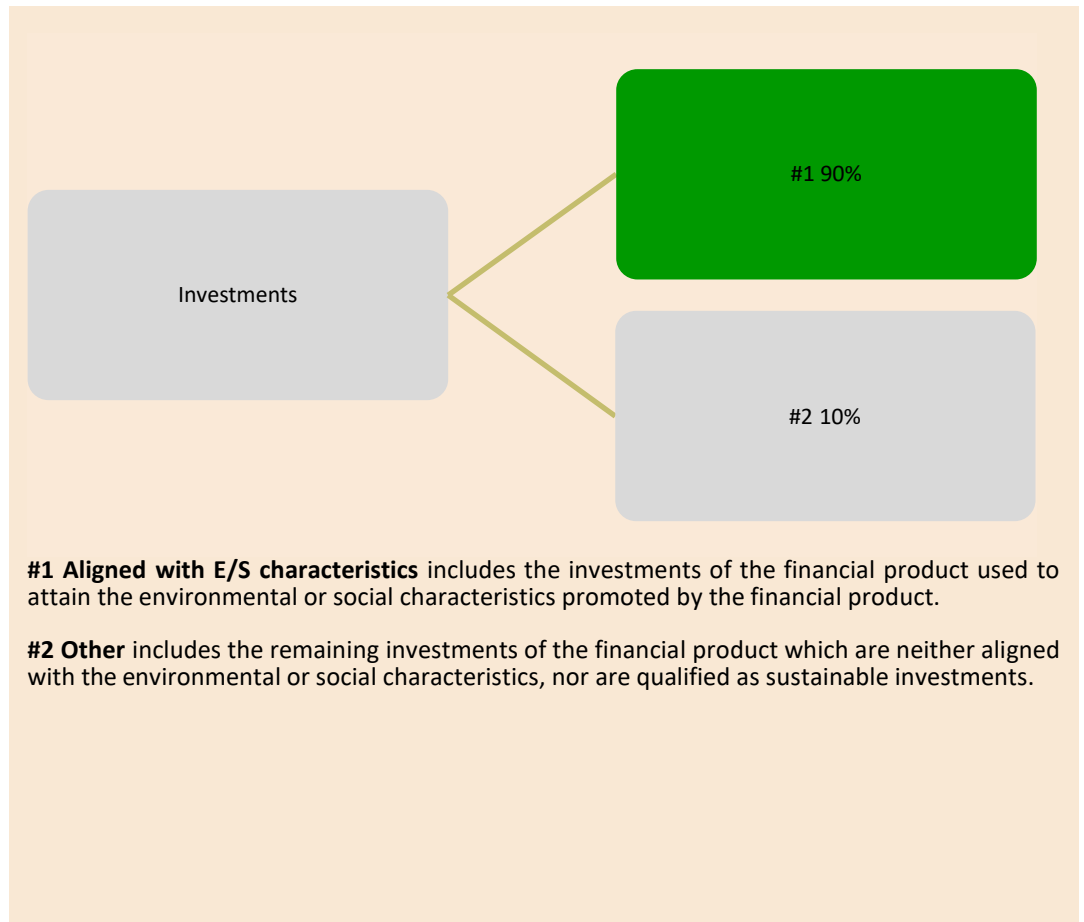 #1 90%
Investments
#2 10%
#1 Aligned with E/S characteristics includes the investments of the financial product used to
attain the environmental or social characteristics promoted by the financial product.
#2 Other includes the remaining investments of the financial product which are neither aligned
with the environmental or social characteristics, nor are qualified as sustainable investments.